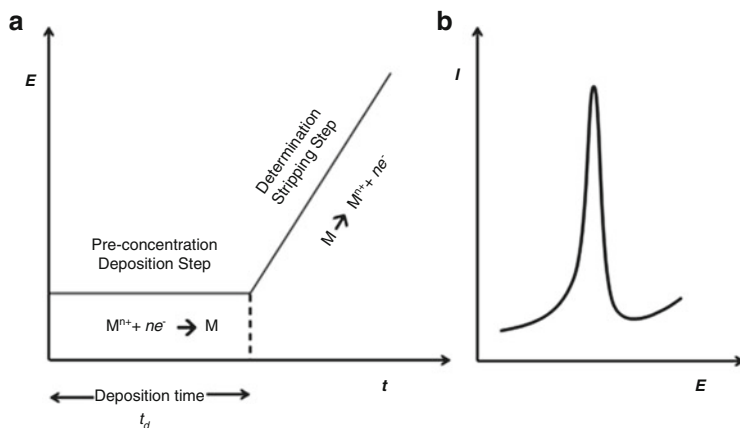 a
E
Pre-concentration
Deposition Step
Mⁿ⁺+ ne⁻ → M
Determination
Stripping Step
M → Mⁿ⁺+ ne⁻
t
Deposition time
t_d
b
I
E